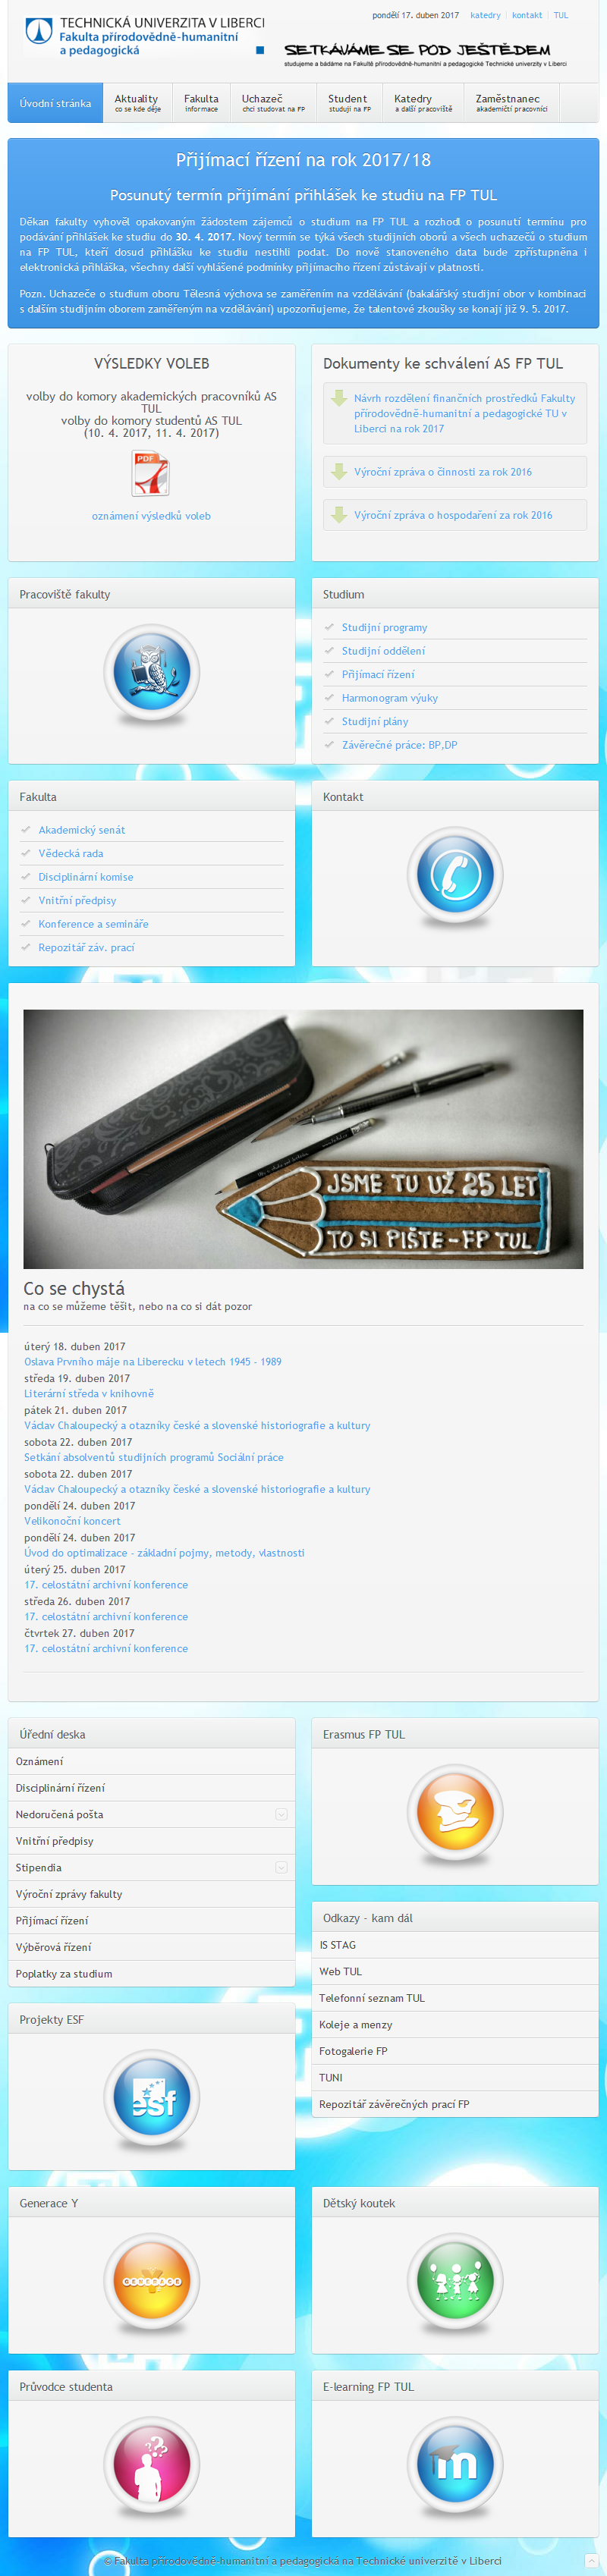 TECHNICKÁ UNIVERZITA V LIBERCI
Fakulta přírodovědně-humanitní
a pedagogická
pondělí 17. duben 2017 katedry kontakt TUL
SETKÁVÁME SE POD JEŠTĚDEM
studujeme a bádáme na Fakultě přírodovědně-humanitní a pedagogické Technické univerzity v Liberci
Úvodní stránka
Aktuality
co se kde děje
Fakulta
informace
Uchazeč
chci studovat na FP
Student
studuji na FP
Katedry
a další pracoviště
Zaměstnanec
akademičtí pracovníci
Přijímací řízení na rok 2017/18
Posunutý termín přijímání přihlášek ke studiu na FP TUL
Děkan fakulty vyhověl opakovaným žádostem zájemců o studium na FP TUL a rozhodl o posunutí termínu pro
podávání přihlášek ke studiu do 30. 4. 2017. Nový termín se týká všech studijních oborů a všech uchazečů o studium
na FP TUL, kteří dosud přihlášku ke studiu nestihli podat. Do nově stanoveného data bude zpřístupněna i
elektronická přihláška, všechny další vyhlášené podmínky přijímacího řízení zůstávají v platnosti.
Pozn. Uchazeče o studium oboru Tělesná výchova se zaměřením na vzdělávání (bakalářský studijní obor v kombinaci
s dalším studijním oborem zaměřeným na vzdělávání) upozorňujeme, že talentové zkoušky se konají již 9. 5. 2017.
VÝSLEDKY VOLEB
volby do komory akademických pracovníků AS
TUL
volby do komory studentů AS TUL
(10. 4. 2017, 11. 4. 2017)
PDF
oznámení výsledků voleb
Dokumenty ke schválení AS FP TUL
Návrh rozdělení finančních prostředků Fakulty
přírodovědně-humanitní a pedagogické TU v
Liberci na rok 2017
Výroční zpráva o činnosti za rok 2016
Výroční zpráva o hospodaření za rok 2016
Pracoviště fakulty
Studium
Studijní programy
Studijní oddělení
Přijímací řízení
Harmonogram výuky
Studijní plány
Závěrečné práce: BP,DP
Fakulta
Akademický senát
Vědecká rada
Disciplinární komise
Vnitřní předpisy
Konference a semináře
Repozitář záv. prací
Kontakt
JSME TU UŽ 25 LET
TO SI PIŠTE-FP TUL
Co se chystá
na co se můžeme těšit, nebo na co si dát pozor
úterý 18. duben 2017
Oslava Prvního máje na Liberecku v letech 1945 - 1989
středa 19. duben 2017
Literární středa v knihovně
pátek 21. duben 2017
Václav Chaloupecký a otazníky české a slovenské historiografie a kultury
sobota 22. duben 2017
Setkání absolventů studijních programů Sociální práce
sobota 22. duben 2017
Václav Chaloupecký a otazníky české a slovenské historiografie a kultury
pondělí 24. duben 2017
Velikonoční koncert
pondělí 24. duben 2017
Úvod do optimalizace - základní pojmy, metody, vlastnosti
úterý 25. duben 2017
17. celostátní archivní konference
středa 26. duben 2017
17. celostátní archivní konference
čtvrtek 27. duben 2017
17. celostátní archivní konference
Úřední deska
Oznámení
Disciplinární řízení
Nedoručená pošta
Vnitřní předpisy
Stipendia
Výroční zprávy fakulty
Přijímací řízení
Výběrová řízení
Poplatky za studium
Erasmus FP TUL
Odkazy - kam dál
IS STAG
Web TUL
Telefonní seznam TUL
Koleje a menzy
Fotogalerie FP
TUNI
Repozitář závěrečných prací FP
Projekty ESF
esf
Generace Y
GENERACE
Y
Dětský koutek
Průvodce studenta
???
E-learning FP TUL
m
© Fakulta přírodovědně-humanitní a pedagogická na Technické univerzitě v Liberci